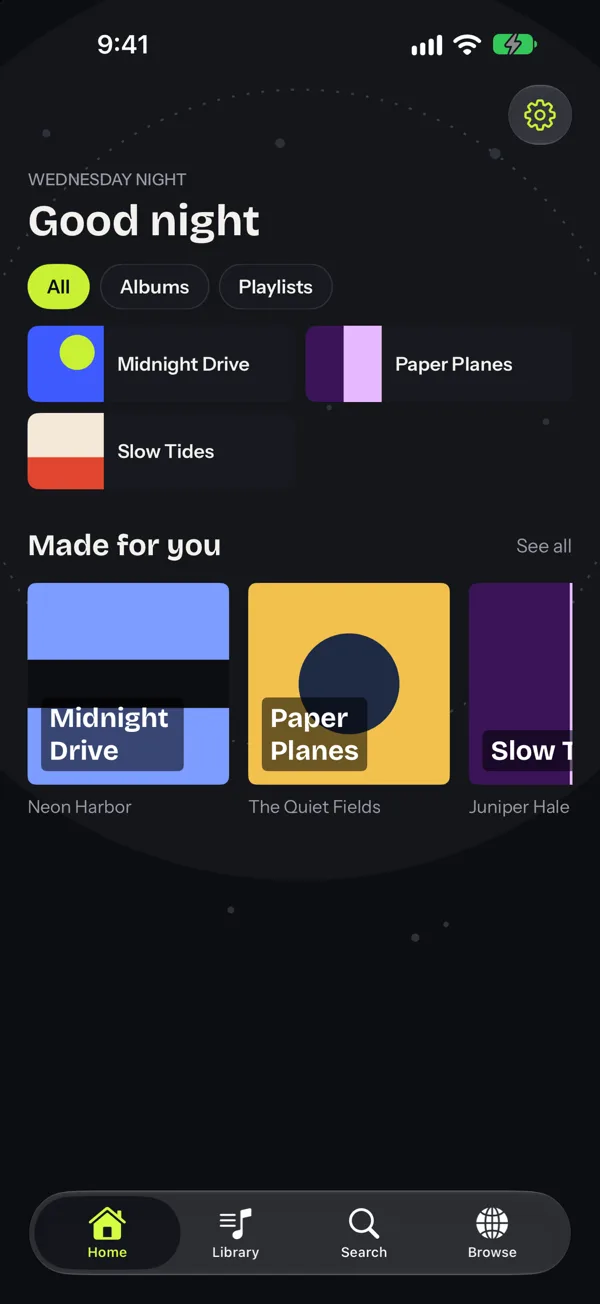 9:41
WEDNESDAY NIGHT
Good night
All
Albums
Playlists
Midnight Drive
Paper Planes
Slow Tides
Made for you
See all
Midnight
Drive
Paper
Planes
Slow T
Neon Harbor
The Quiet Fields
Juniper Hale
Home
Library
Search
Browse